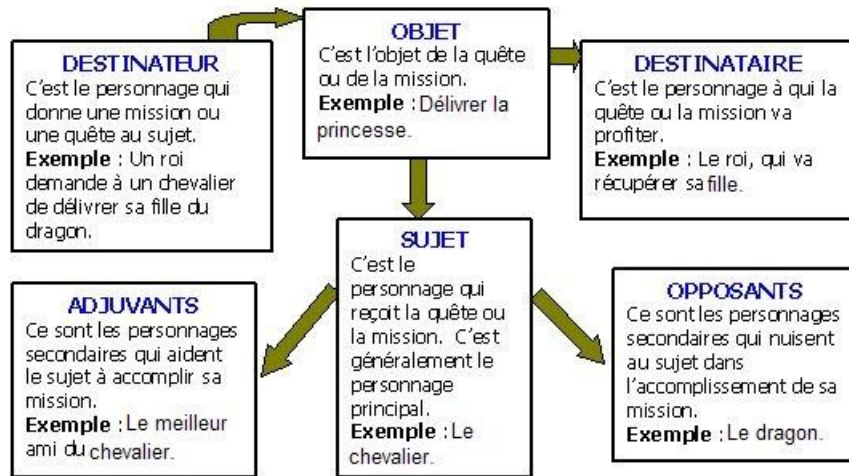 DESTINATEUR
C'est le personnage qui
donne une mission ou
une quête au sujet.
Exemple : Un roi
demande à un chevalier
de délivrer sa fille du
dragon.
OBJET
C'est l'objet de la quête
ou de la mission.
Exemple : Délivrer la
princesse.
DESTINATAIRE
C'est le personnage à qui la
quête ou la mission va
profiter.
Exemple : Le roi, qui va
récupérer sa fille.
SUJET
C'est le
personnage qui
reçoit la quête ou
la mission. C'est
généralement le
personnage
principal.
Exemple : Le
chevalier.
ADJUVANTS
Ce sont les personnages
secondaires qui aident
le sujet à accomplir sa
mission.
Exemple : Le meilleur
ami du chevalier.
OPPOSANTS
Ce sont les personnages
secondaires qui nuisent
au sujet dans
l'accomplissement de sa
mission.
Exemple : Le dragon.